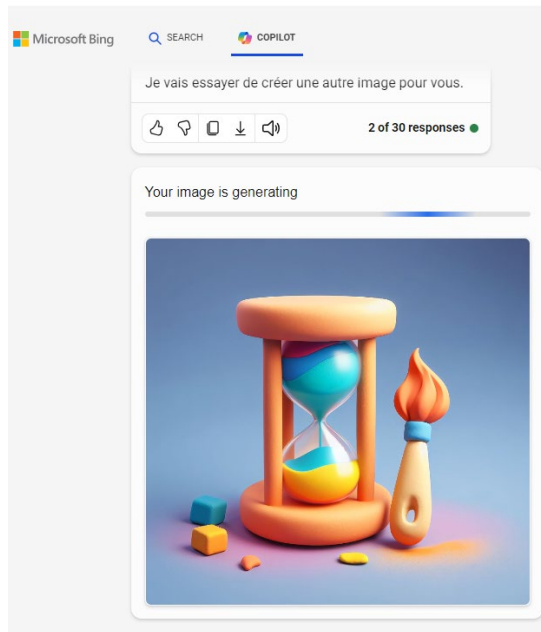 Microsoft Bing
SEARCH
COPILOT
Je vais essayer de créer une autre image pour vous.
2 of 30 responses
Your image is generating